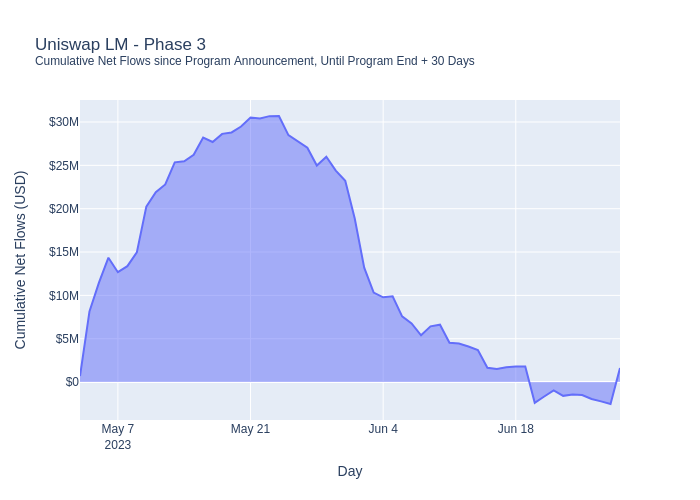 Uniswap LM - Phase 3
Cumulative Net Flows since Program Announcement, Until Program End + 30 Days
Cumulative Net Flows (USD)
$30M
$25M
$20M
$15M
$10M
$5M
$0
May 7
2023
May 21
Jun 4
Jun 18
Day